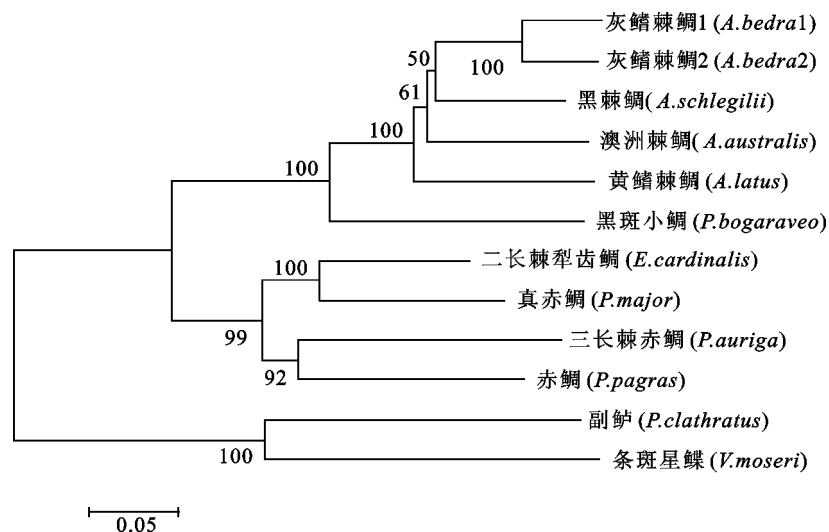 灰鳍棘鲷1 (A.bedra1)
50
100
灰鳍棘鲷2 (A.bedra2)
61
黑棘鲷(A.schlegilii)
100
澳洲棘鲷(A.australis)
100
黄鳍棘鲷(A.latus)
黑斑小鲷(P.bogaraveo)
100
二长棘犁齿鲷(E.cardinalis)
真赤鲷(P.major)
99
三长棘赤鲷(P.auriga)
92
赤鲷(P.pagras)
副鲈(P.clathratus)
100
条斑星鲽(V.moseri)
0.05